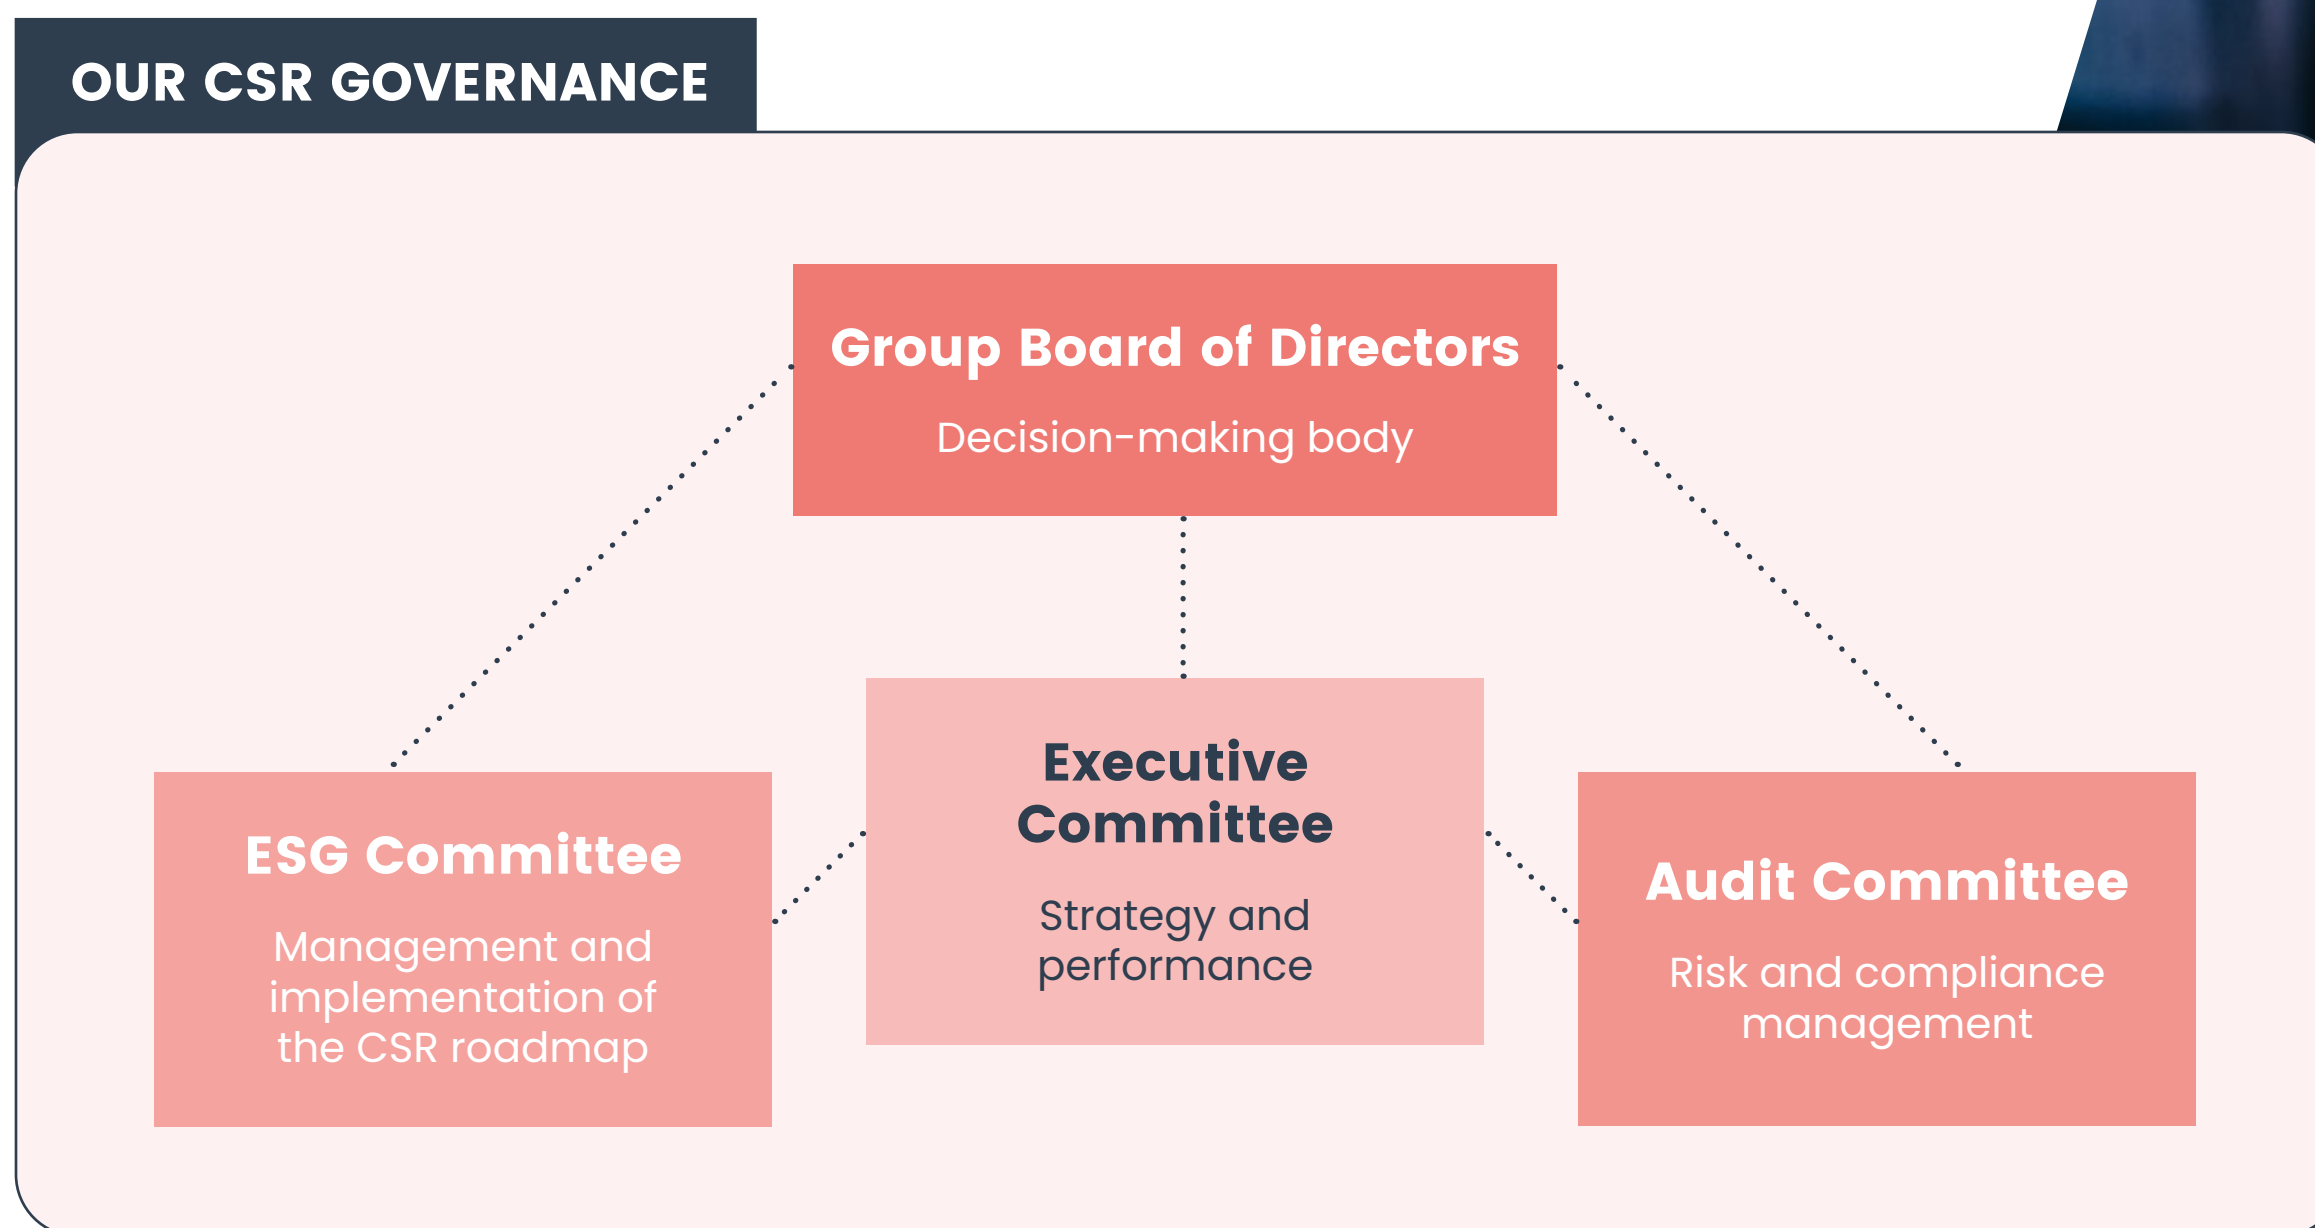 OUR CSR GOVERNANCE
Group Board of Directors
Decision-making body
Executive
Committee
Strategy and
performance
ESG Committee
Management and
implementation of
the CSR roadmap
Audit Committee
Risk and compliance
management